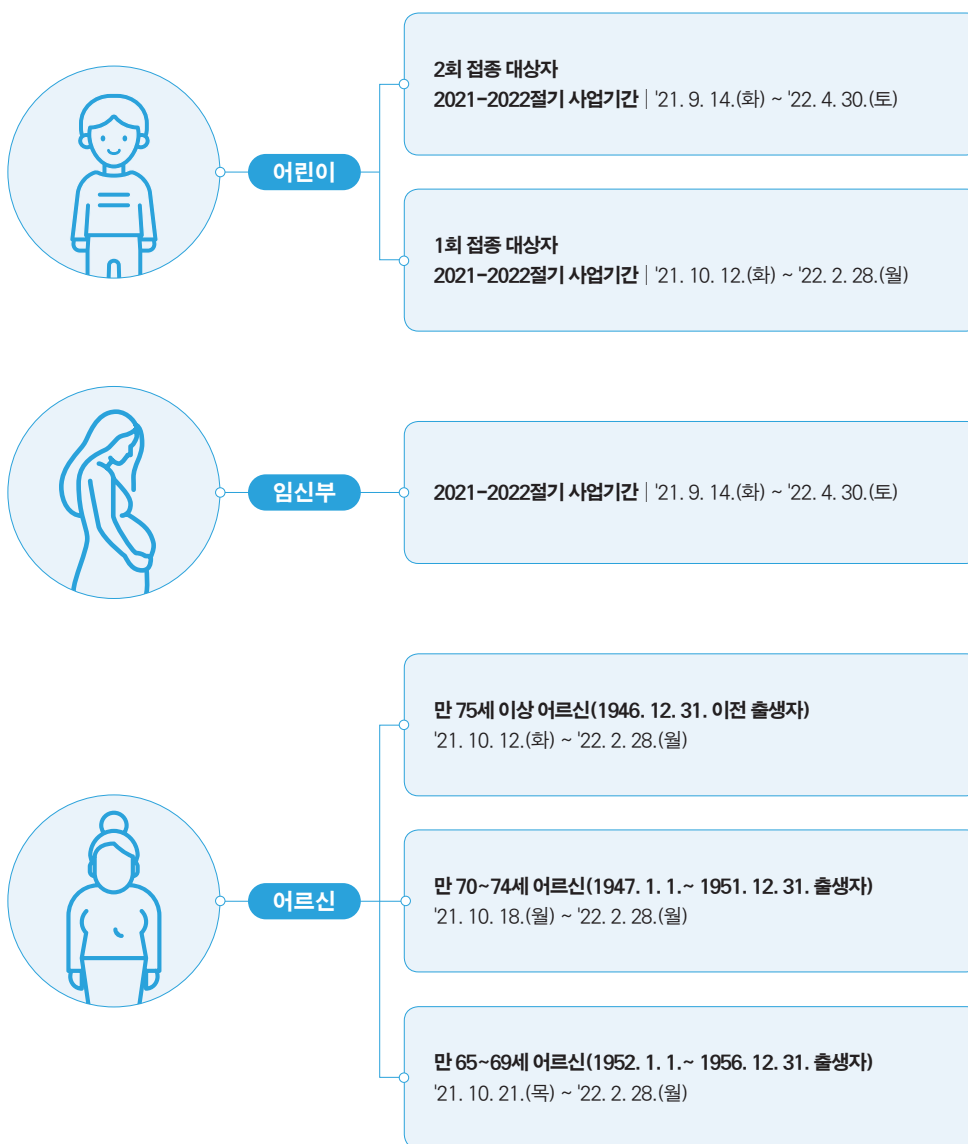 어린이
2회 접종 대상자
2021-2022절기 사업기간 | '21. 9. 14.(화) ~ '22. 4. 30.(토)
1회 접종 대상자
2021-2022절기 사업기간 | '21. 10. 12.(화) ~ '22. 2. 28.(월)
임신부
2021-2022절기 사업기간 | '21. 9. 14.(화) ~ '22. 4. 30.(토)
어르신
만 75세 이상 어르신(1946. 12. 31. 이전 출생자)
'21. 10. 12.(화) ~ '22. 2. 28.(월)
만 70~74세 어르신(1947. 1. 1.~ 1951. 12. 31. 출생자)
'21. 10. 18.(월) ~ '22. 2. 28.(월)
만 65~69세 어르신(1952. 1. 1.~ 1956. 12. 31. 출생자)
'21. 10. 21.(목) ~ '22. 2. 28.(월)